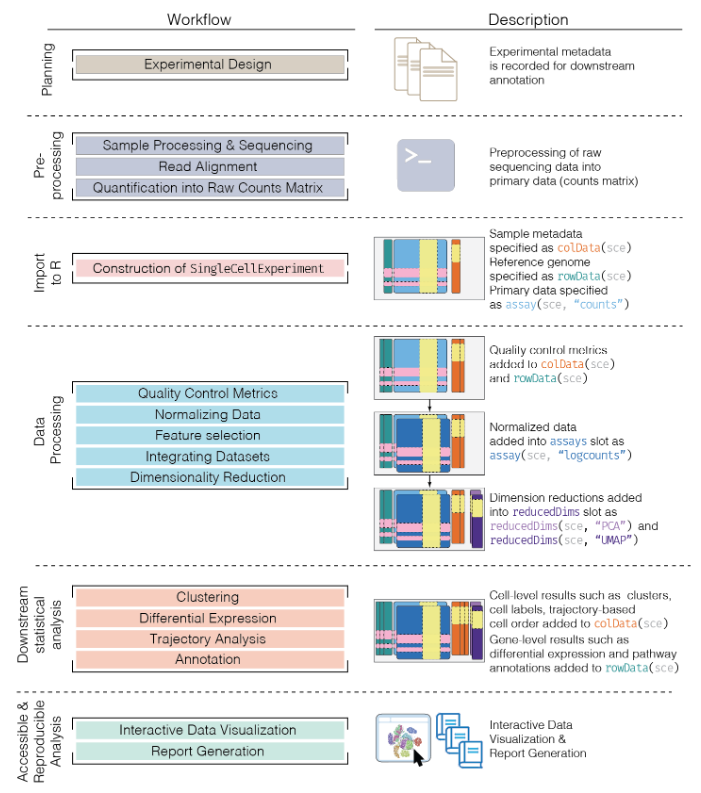 Workflow
Description
Planning
Experimental Design
Experimental metadata
is recorded for downstream
annotation
Pre-
processing
Sample Processing & Sequencing
Read Alignment
Quantification into Raw Counts Matrix
>_
Preprocessing of raw
sequencing data into
primary data (counts matrix)
Import
to R
Construction of SingleCellExperiment
Sample metadata
specified as colData(sce)
Reference genome
specified as rowData(sce)
Primary data specified
as assay(sce, “counts”)
Data
Processing
Quality Control Metrics
Normalizing Data
Feature selection
Integrating Datasets
Dimensionality Reduction
Quality control metrics
added to colData(sce)
and rowData(sce)
Normalized data
added into assays slot as
assay(sce, “logcounts”)
Dimension reductions added
into reducedDims slot as
reducedDims(sce, “PCA”) and
reducedDims(sce, “UMAP”)
Downstream
statistical
analysis
Clustering
Differential Expression
Trajectory Analysis
Annotation
Cell-level results such as clusters,
cell labels, trajectory-based
cell order added to colData(sce)
Gene-level results such as
differential expression and pathway
annotations added to rowData(sce)
Accessible &
Reproducible
Analysis
Interactive Data Visualization
Report Generation
Interactive Data
Visualization &
Report Generation